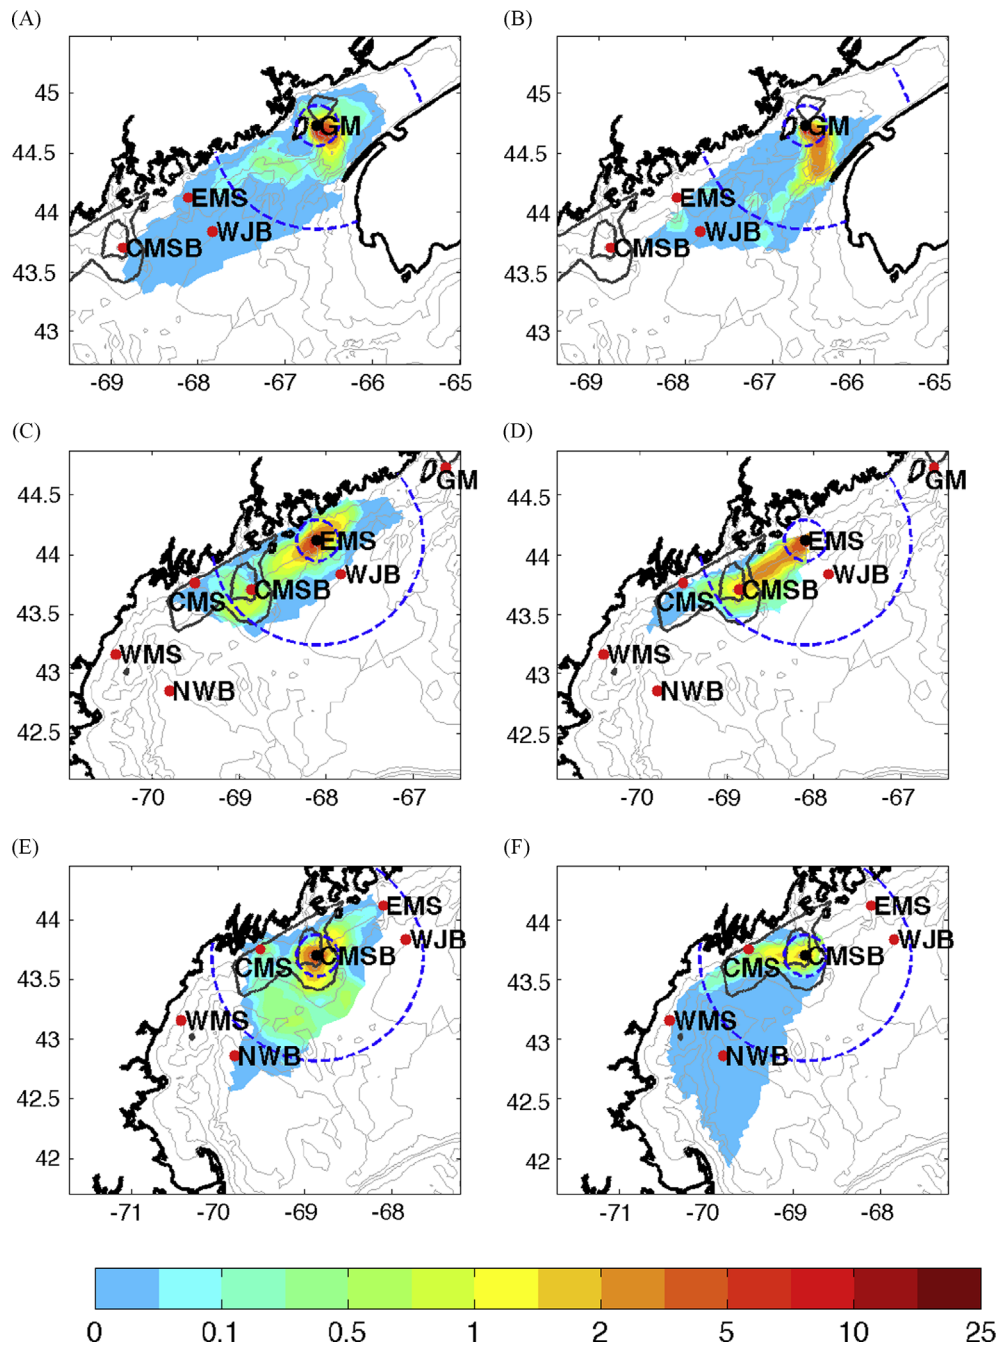 (A)
(B)
45
44.5
44
43.5
43
GM
EMS
WJB
CMSB
-69
-68
-67
-66
-65
45
44.5
44
43.5
43
GM
EMS
WJB
CMSB
-69
-68
-67
-66
-65
(C)
(D)
44.5
44
43.5
43
42.5
GM
EMS
WJB
CMSB
CMS
WMS
NWB
-70
-69
-68
-67
44.5
44
43.5
43
42.5
GM
EMS
WJB
CMSB
CMS
WMS
NWB
-70
-69
-68
-67
(E)
(F)
44
43.5
43
42.5
42
EMS
WJB
CMSB
CMS
WMS
NWB
-71
-70
-69
-68
44
43.5
43
42.5
42
EMS
WJB
CMSB
CMS
WMS
NWB
-71
-70
-69
-68
0 0.1 0.5 1 2 5 10 25